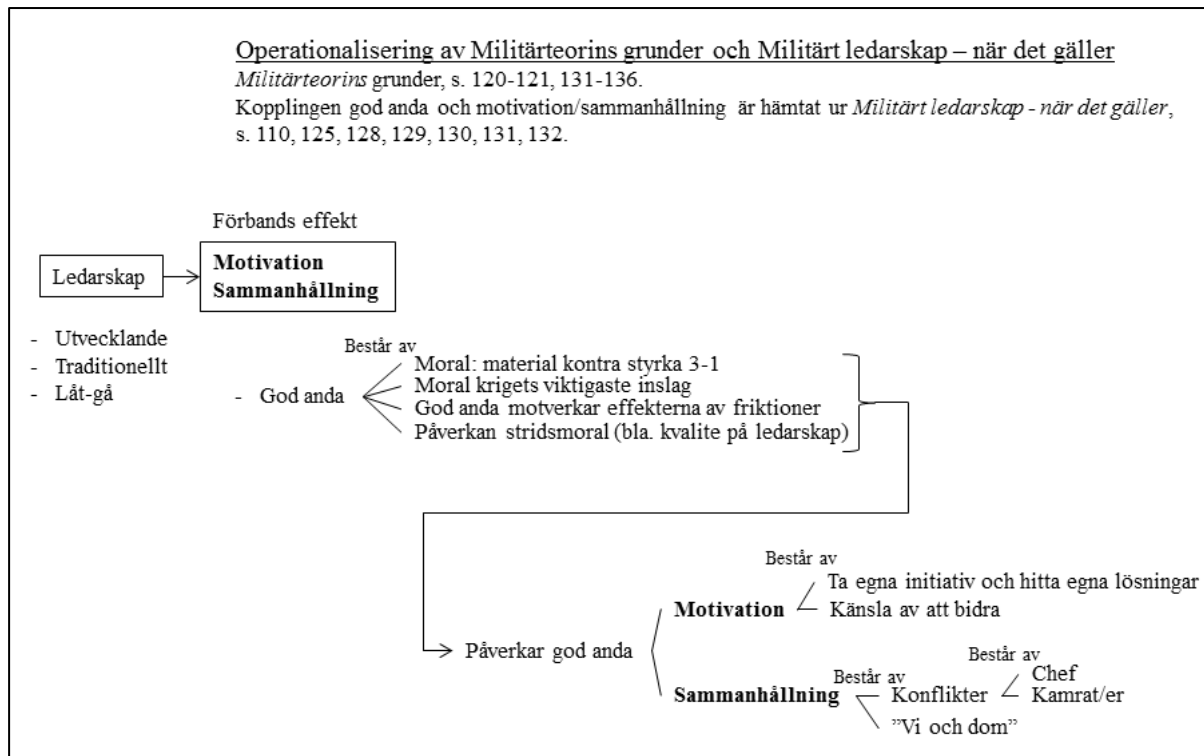 Operationalisering av Militärteorins grunder och Militärt ledarskap – när det gäller
Militärteorins grunder, s. 120-121, 131-136.
Kopplingen god anda och motivation/sammanhållning är hämtat ur Militärt ledarskap - när det gäller,
s. 110, 125, 128, 129, 130, 131, 132.
Förbands effekt
Ledarskap
Motivation
Sammanhållning
- Utvecklande
- Traditionellt
- Låt-gå
- God anda
Består av
Moral: material kontra styrka 3-1
Moral krigets viktigaste inslag
God anda motverkar effekterna av friktioner
Påverkan stridsmoral (bla. kvalite på ledarskap)
Påverkar god anda
Motivation
Består av
Ta egna initiativ och hitta egna lösningar
Känsla av att bidra
Sammanhållning
Består av
Konflikter
Består av
Chef
Kamrat/er
”Vi och dom”